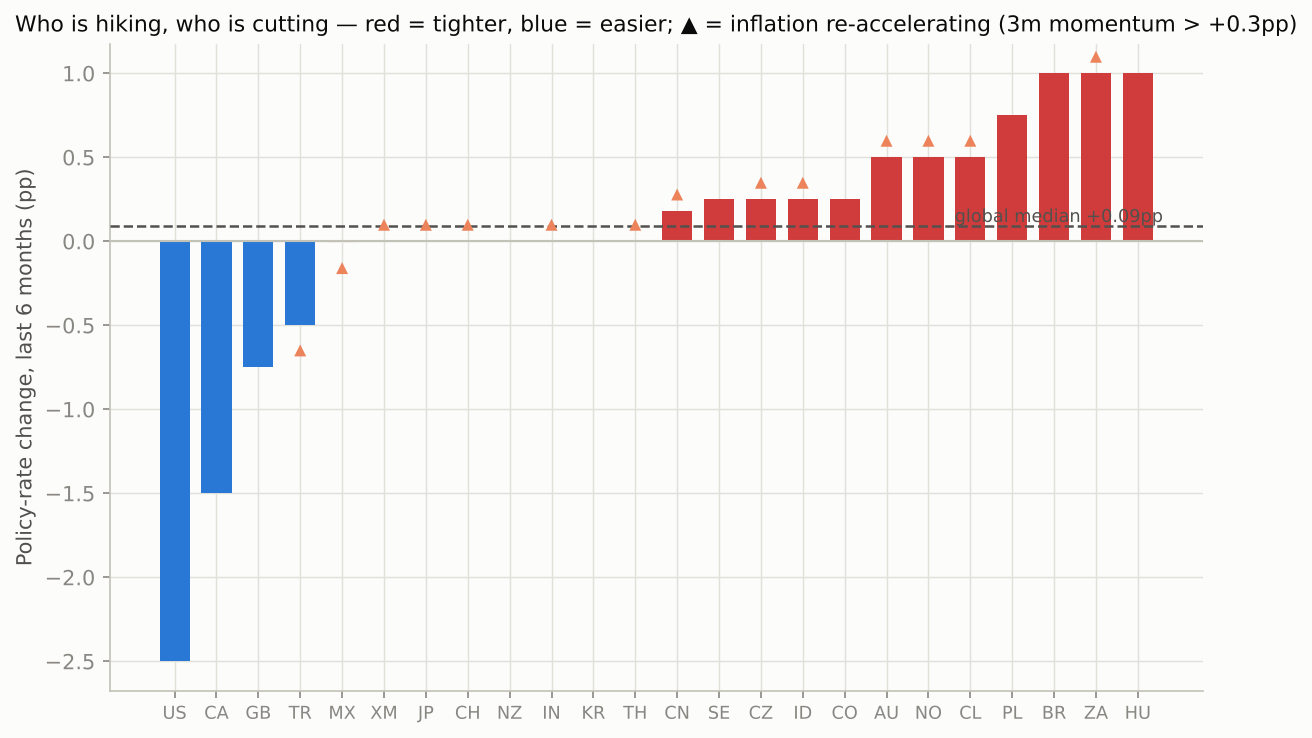 Who is hiking, who is cutting — red = tighter, blue = easier; ▲ = inflation re-accelerating (3m momentum > +0.3pp)
Policy-rate change, last 6 months (pp)
1.0
0.5
0.0
−0.5
−1.0
−1.5
−2.0
−2.5
global median +0.09pp
US CA GB TR MX XM JP CH NZ IN KR TH CN SE CZ ID CO AU NO CL PL BR ZA HU